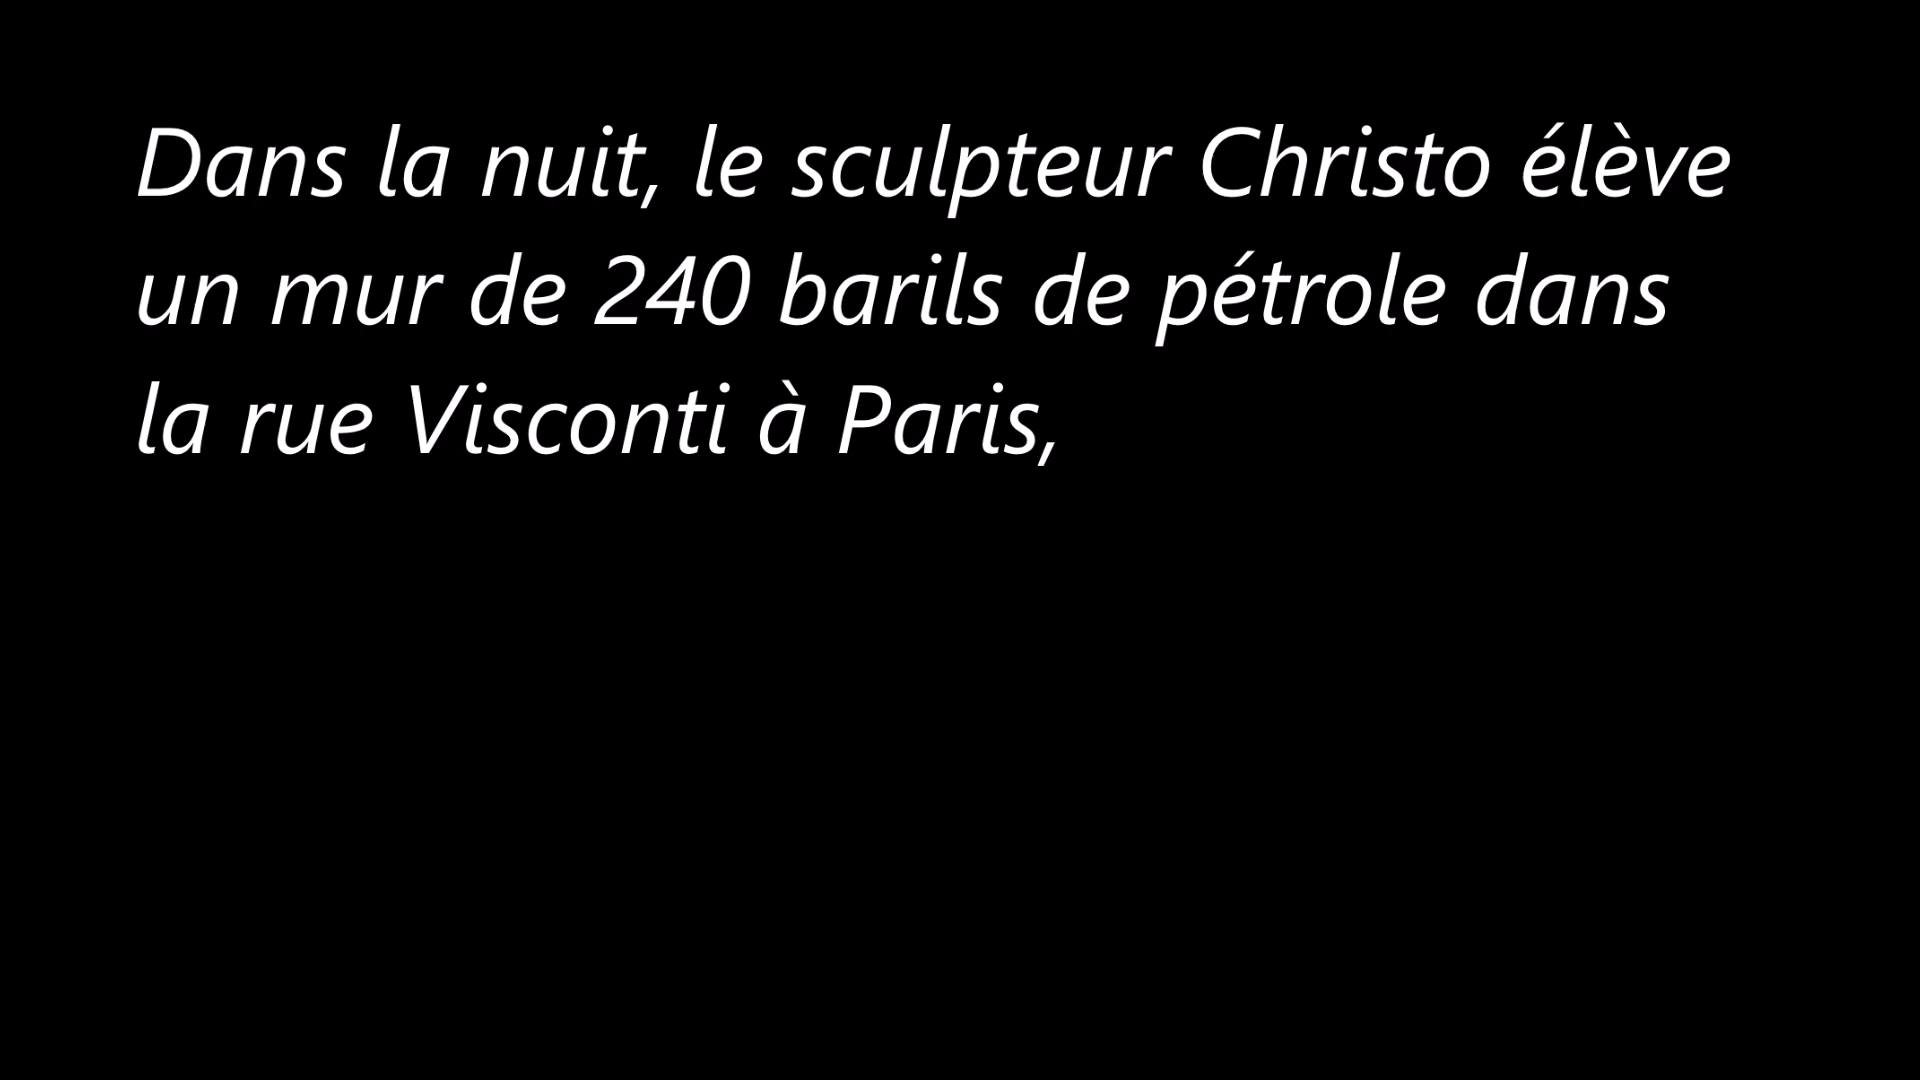 Dans la nuit, le sculpteur Christo élève
un mur de 240 barils de pétrole dans
la rue Visconti à Paris,